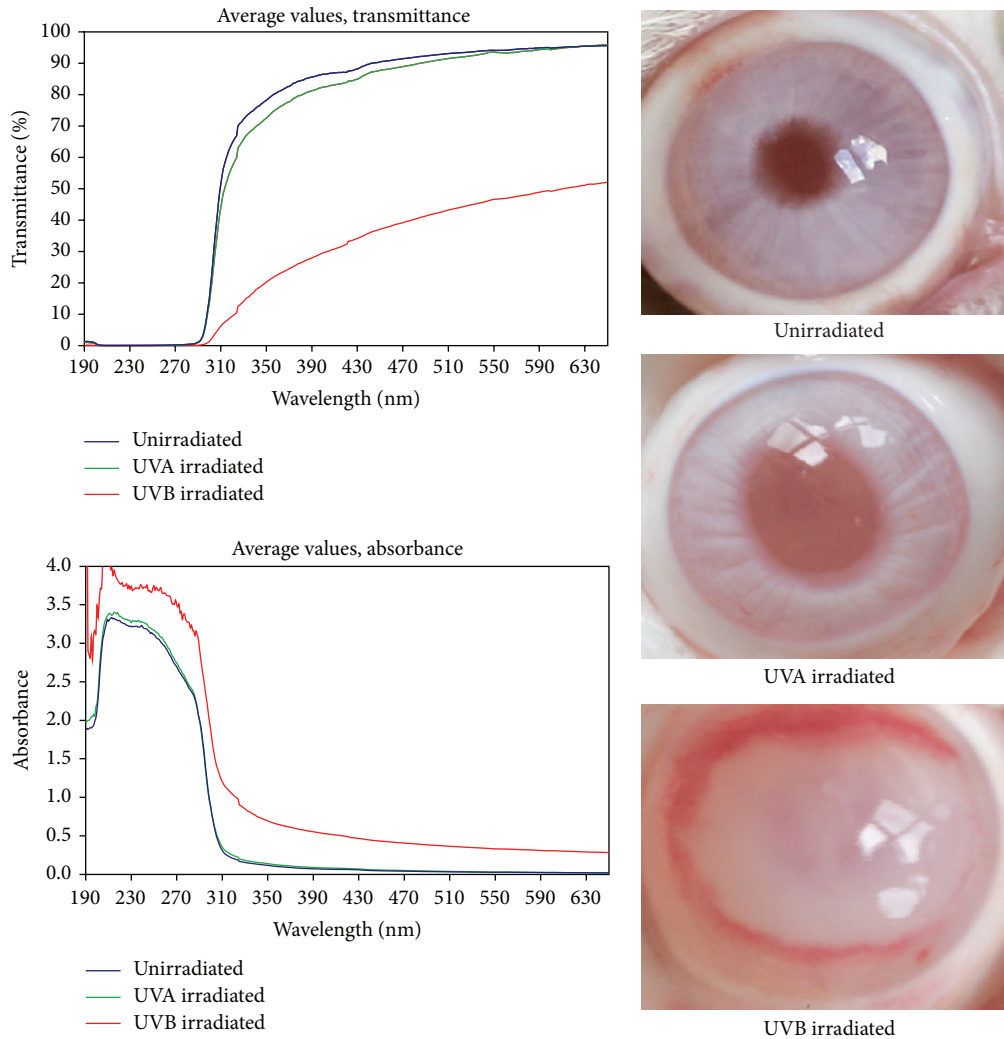 Average values, transmittance
100
90
80
70
60
50
40
30
20
10
0
Transmittance (%)
190 230 270 310 350 390 430 470 510 550 590 630
Wavelength (nm)
Unirradiated
UVA irradiated
UVB irradiated
Average values, absorbance
4.0
3.5
3.0
2.5
2.0
1.5
1.0
0.5
0.0
Absorbance
190 230 270 310 350 390 430 470 510 550 590 630
Wavelength (nm)
Unirradiated
UVA irradiated
UVB irradiated
Unirradiated
UVA irradiated
UVB irradiated